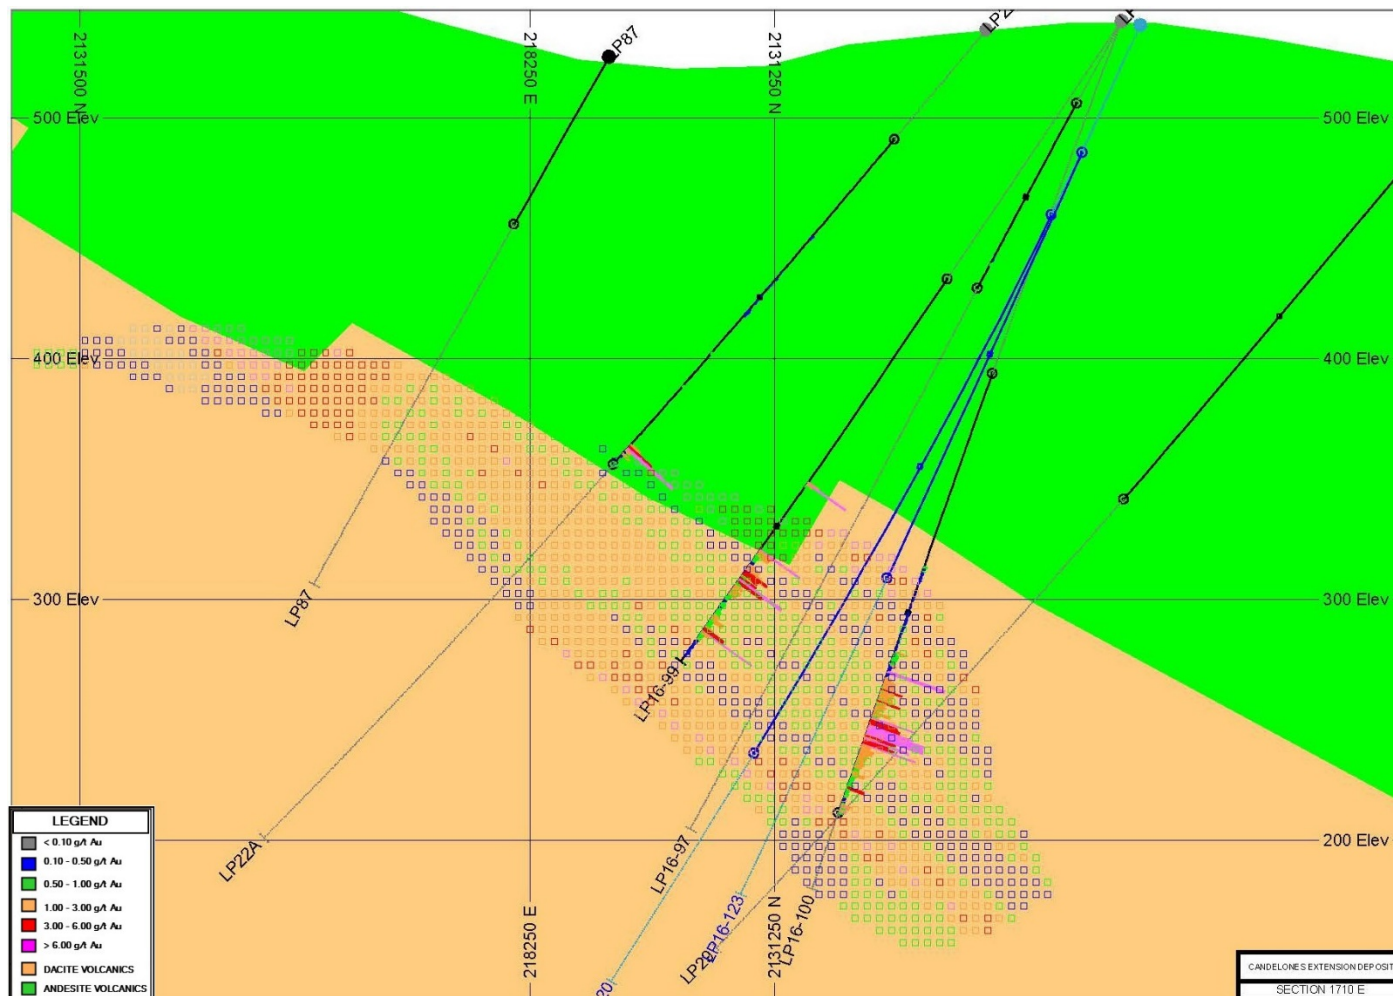 2131500 N
218250 E
LP87
2131250 N
500 Elev
500 Elev
400 Elev
400 Elev
LP87
300 Elev
300 Elev
LP16-99
LP22A
200 Elev
LP16-97
LP16-123
LP16-100
218250 E
2131250 N
LEGEND
< 0.10 g/t Au
0.10 - 0.50 g/t Au
0.50 - 1.00 g/t Au
1.00 - 3.00 g/t Au
3.00 - 6.00 g/t Au
> 6.00 g/t Au
DACITE VOLCANICS
ANDESITE VOLCANICS
CANDELONES EXTENSION DEPOSIT
SECTION 1710 E